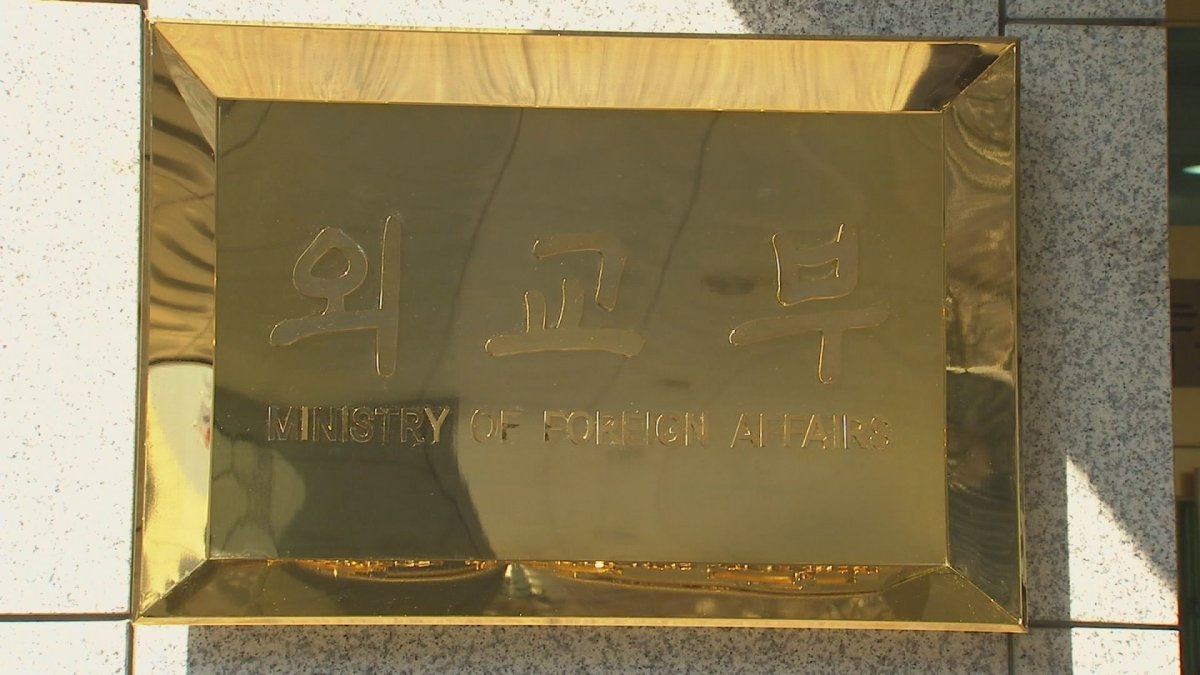 외교부
MINISTRY OF FOREIGN AFFAIRS